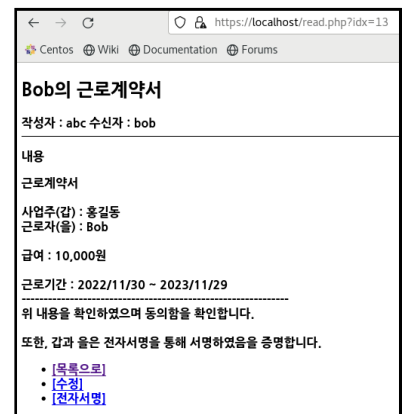 https://localhost/read.php?idx=13
Centos Wiki Documentation Forums
Bob의 근로계약서
작성자 : abc 수신자 : bob
내용
근로계약서
사업주(갑) : 홍길동
근로자(을) : Bob
급여 : 10,000원
근로기간 : 2022/11/30 ~ 2023/11/29
--------------------------------------------------------------
위 내용을 확인하였으며 동의함을 확인합니다.
또한, 갑과 을은 전자서명을 통해 서명하였음을 증명합니다.
• [목록으로]
• [수정]
• [전자서명]